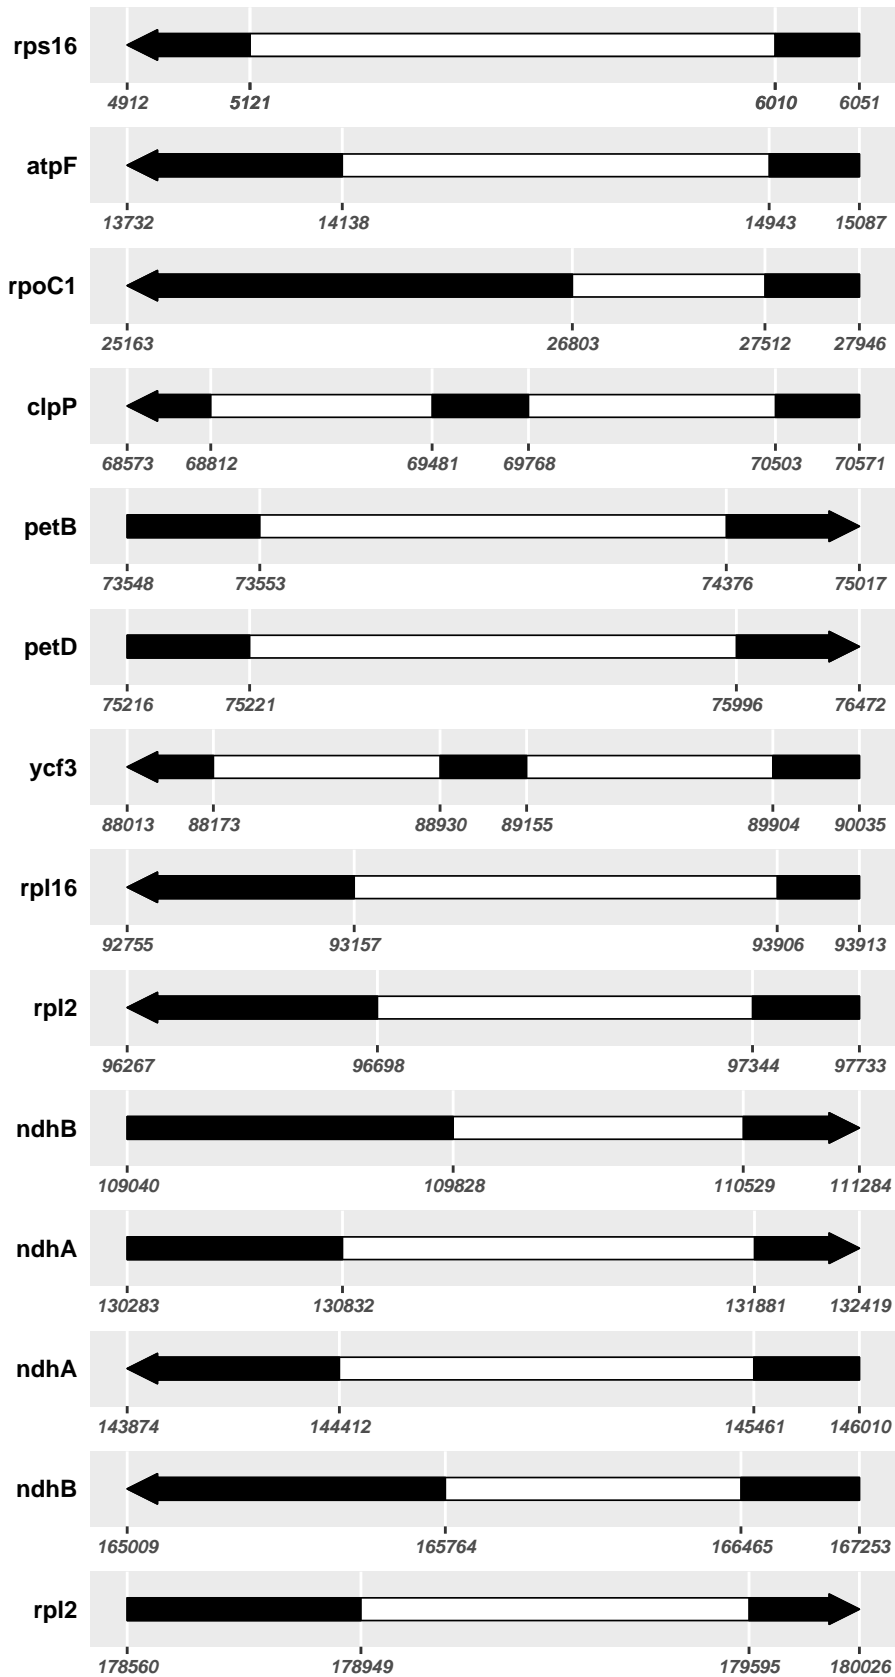 rps16
4912 5121 6010 6051
atpF
13732 14138 14943 15087
rpoC1
25163 26803 27512 27946
clpP
68573 68812 69481 69768 70503 70571
petB
73548 73553 74376 75017
petD
75216 75221 75996 76472
ycf3
88013 88173 88930 89155 89904 90035
rpl16
92755 93157 93906 93913
rpl2
96267 96698 97344 97733
ndhB
109040 109828 110529 111284
ndhA
130283 130832 131881 132419
ndhA
143874 144412 145461 146010
ndhB
165009 165764 166465 167253
rpl2
178560 178949 179595 180026